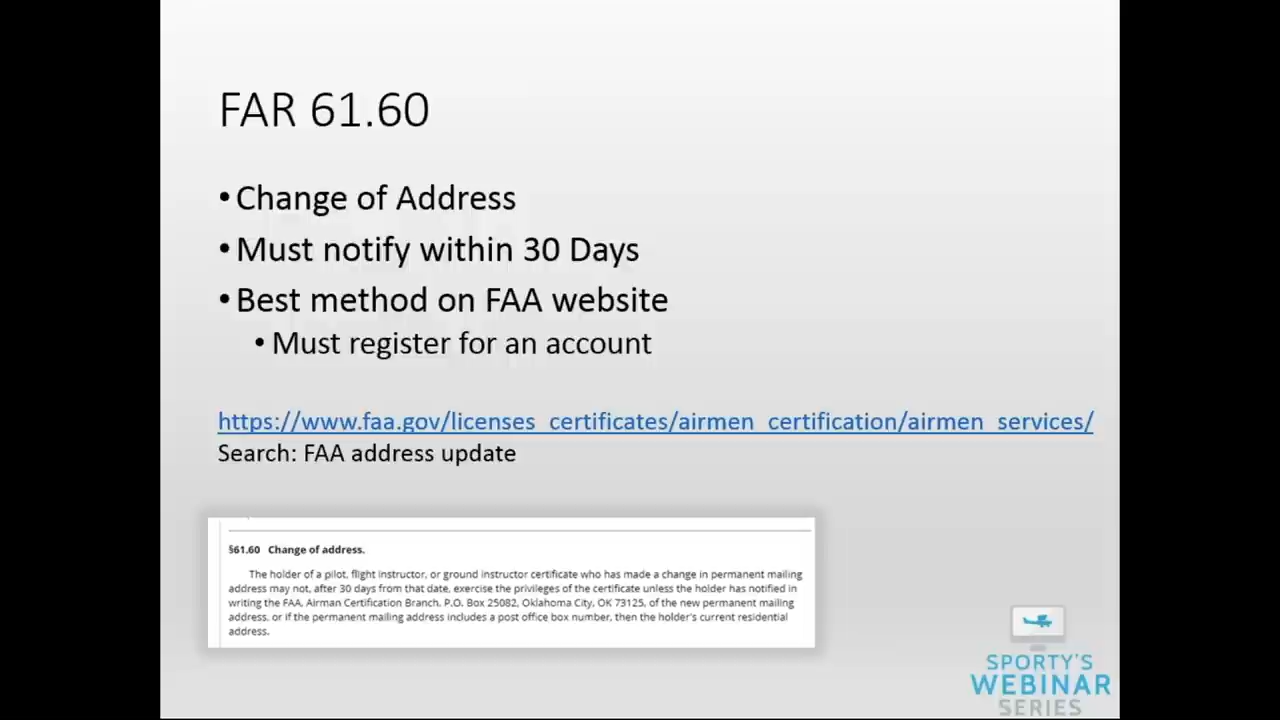 FAR 61.60
• Change of Address
• Must notify within 30 Days
• Best method on FAA website
• Must register for an account
https://www.faa.gov/licenses_certificates/airmen_certification/airmen_services/
Search: FAA address update
§61.60 Change of address.
The holder of a pilot, flight instructor, or ground instructor certificate who has made a change in permanent mailing
address may not, after 30 days from that date, exercise the privileges of the certificate unless the holder has notified in
writing the FAA, Airman Certification Branch, P.O. Box 25082, Oklahoma City, OK 73125, of the new permanent mailing
address, or if the permanent mailing address includes a post office box number, then the holder's current residential
address.
SPORTY'S
WEBINAR
SERIES